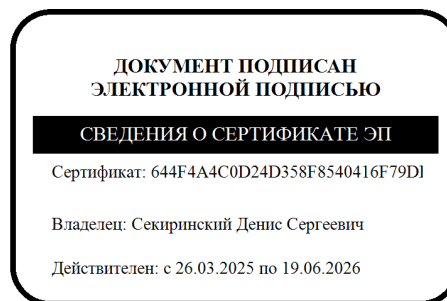 ДОКУМЕНТ ПОДПИСАН
ЭЛЕКТРОННОЙ ПОДПИСЬЮ
СВЕДЕНИЯ О СЕРТИФИКАТЕ ЭП
Сертификат: 644F4A4C0D24D358F8540416F79D
Владелец: Секиринский Денис Сергеевич
Действителен: с 26.03.2025 по 19.06.2026